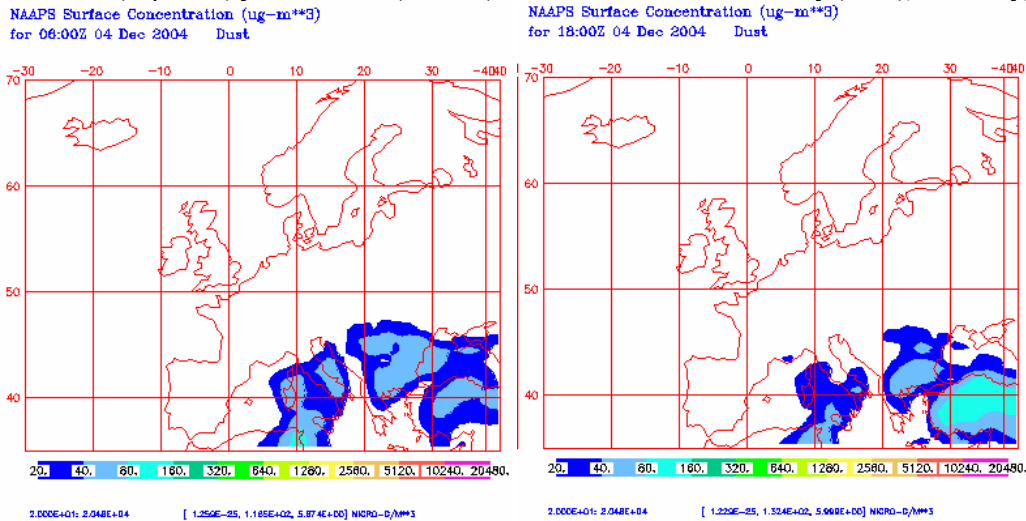 NAAPS Surface Concentration (ug-m**3)
for 06:00Z 04 Dec 2004 Dust
-30 -20 -10 0 10 20 30 4040
70
60
50
40
20. 40. 80. 160. 320. 640. 1280. 2560. 5120. 10240. 20480.
2.000E+01: 2.048E+04 [ 1.259E-25, 1.165E+02, 5.874E+00] MICRO-G/M**3
NAAPS Surface Concentration (ug-m**3)
for 18:00Z 04 Dec 2004 Dust
-30 -20 -10 0 10 20 30 4041
70
60
50
40
20. 40. 80. 160. 320. 640. 1280. 2560. 5120. 10240. 20480.
2.000E+01: 2.048E+04 [ 1.229E-25, 1.324E+02, 5.999E+00] MICRO-G/M**3